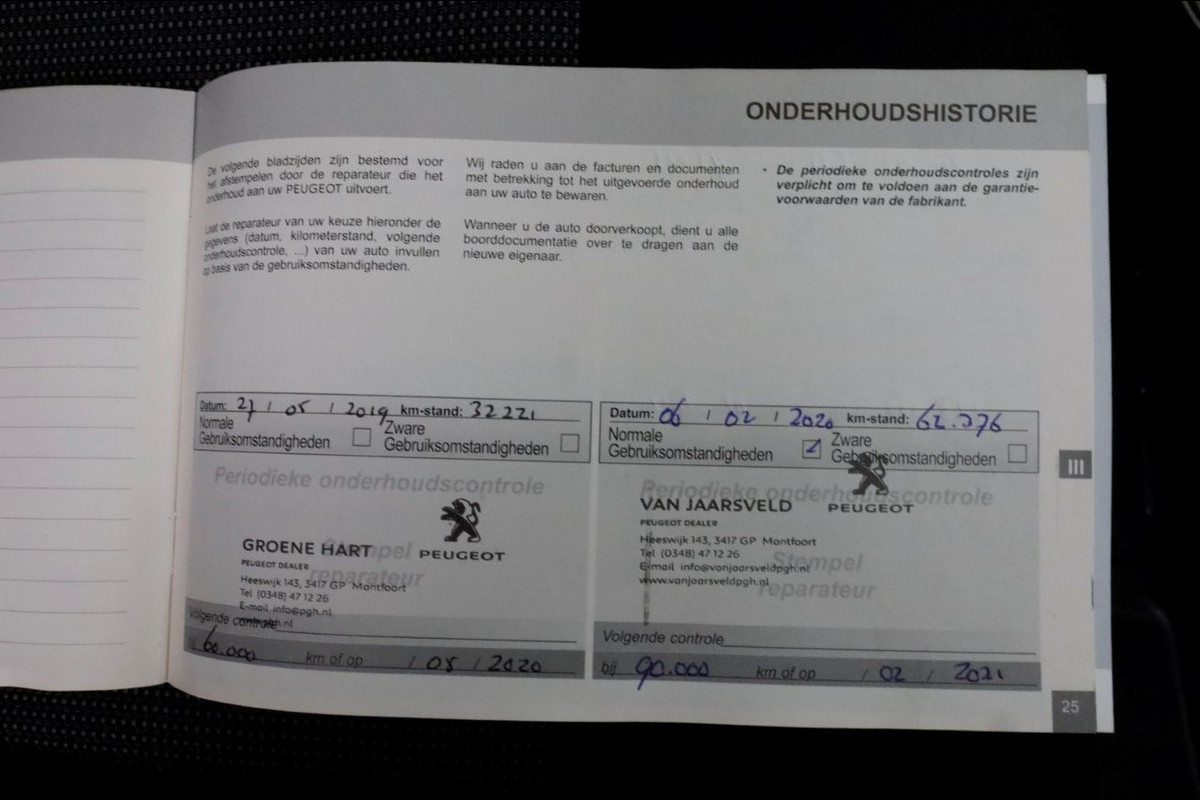 ONDERHOUDSHISTORIE
De volgende bladzijden zijn bestemd voor
het afstempelen door de reparateur die het
onderhoud aan uw PEUGEOT uitvoert.
Laat de reparateur van uw keuze hieronder de
gegevens (datum, kilometerstand, volgende
onderhoudscontrole, ...) van uw auto invullen
op basis van de gebruiksomstandigheden.
Wij raden u aan de facturen en documenten
met betrekking tot het uitgevoerde onderhoud
aan uw auto te bewaren.
Wanneer u de auto doorverkoopt, dient u alle
boorddocumentatie over te dragen aan de
nieuwe eigenaar.
• De periodieke onderhoudscontroles zijn
verplicht om te voldoen aan de garantie-
voorwaarden van de fabrikant.
Datum: 27 / 05 / 2019 km-stand: 32221
Normale
Gebruiksomstandigheden
Zware
Gebruiksomstandigheden
Periodieke onderhoudscontrole
Stempel
reparateur
PEUGEOT
GROENE HART
PEUGEOT DEALER
Heeswijk 143, 3417 GP Montfoort
Tel (0348) 47 12 26
E-mail info@pgh.nl
Volgende controle
bij 60.000 km of op / 05 / 2020
Datum: 06 / 02 / 2020 km-stand: 62.376
Normale
Gebruiksomstandigheden
Zware
Gebruiksomstandigheden
Periodieke onderhoudscontrole
Stempel
reparateur
PEUGEOT
VAN JAARSVELD
PEUGEOT DEALER
Heeswijk 143, 3417 GP Montfoort
Tel (0348) 47 12 26
E-mail info@vanjaarsveldpgh.nl
www.vanjaarsveldpgh.nl
Volgende controle
bij 90.000 km of op / 02 / 2021
III
25